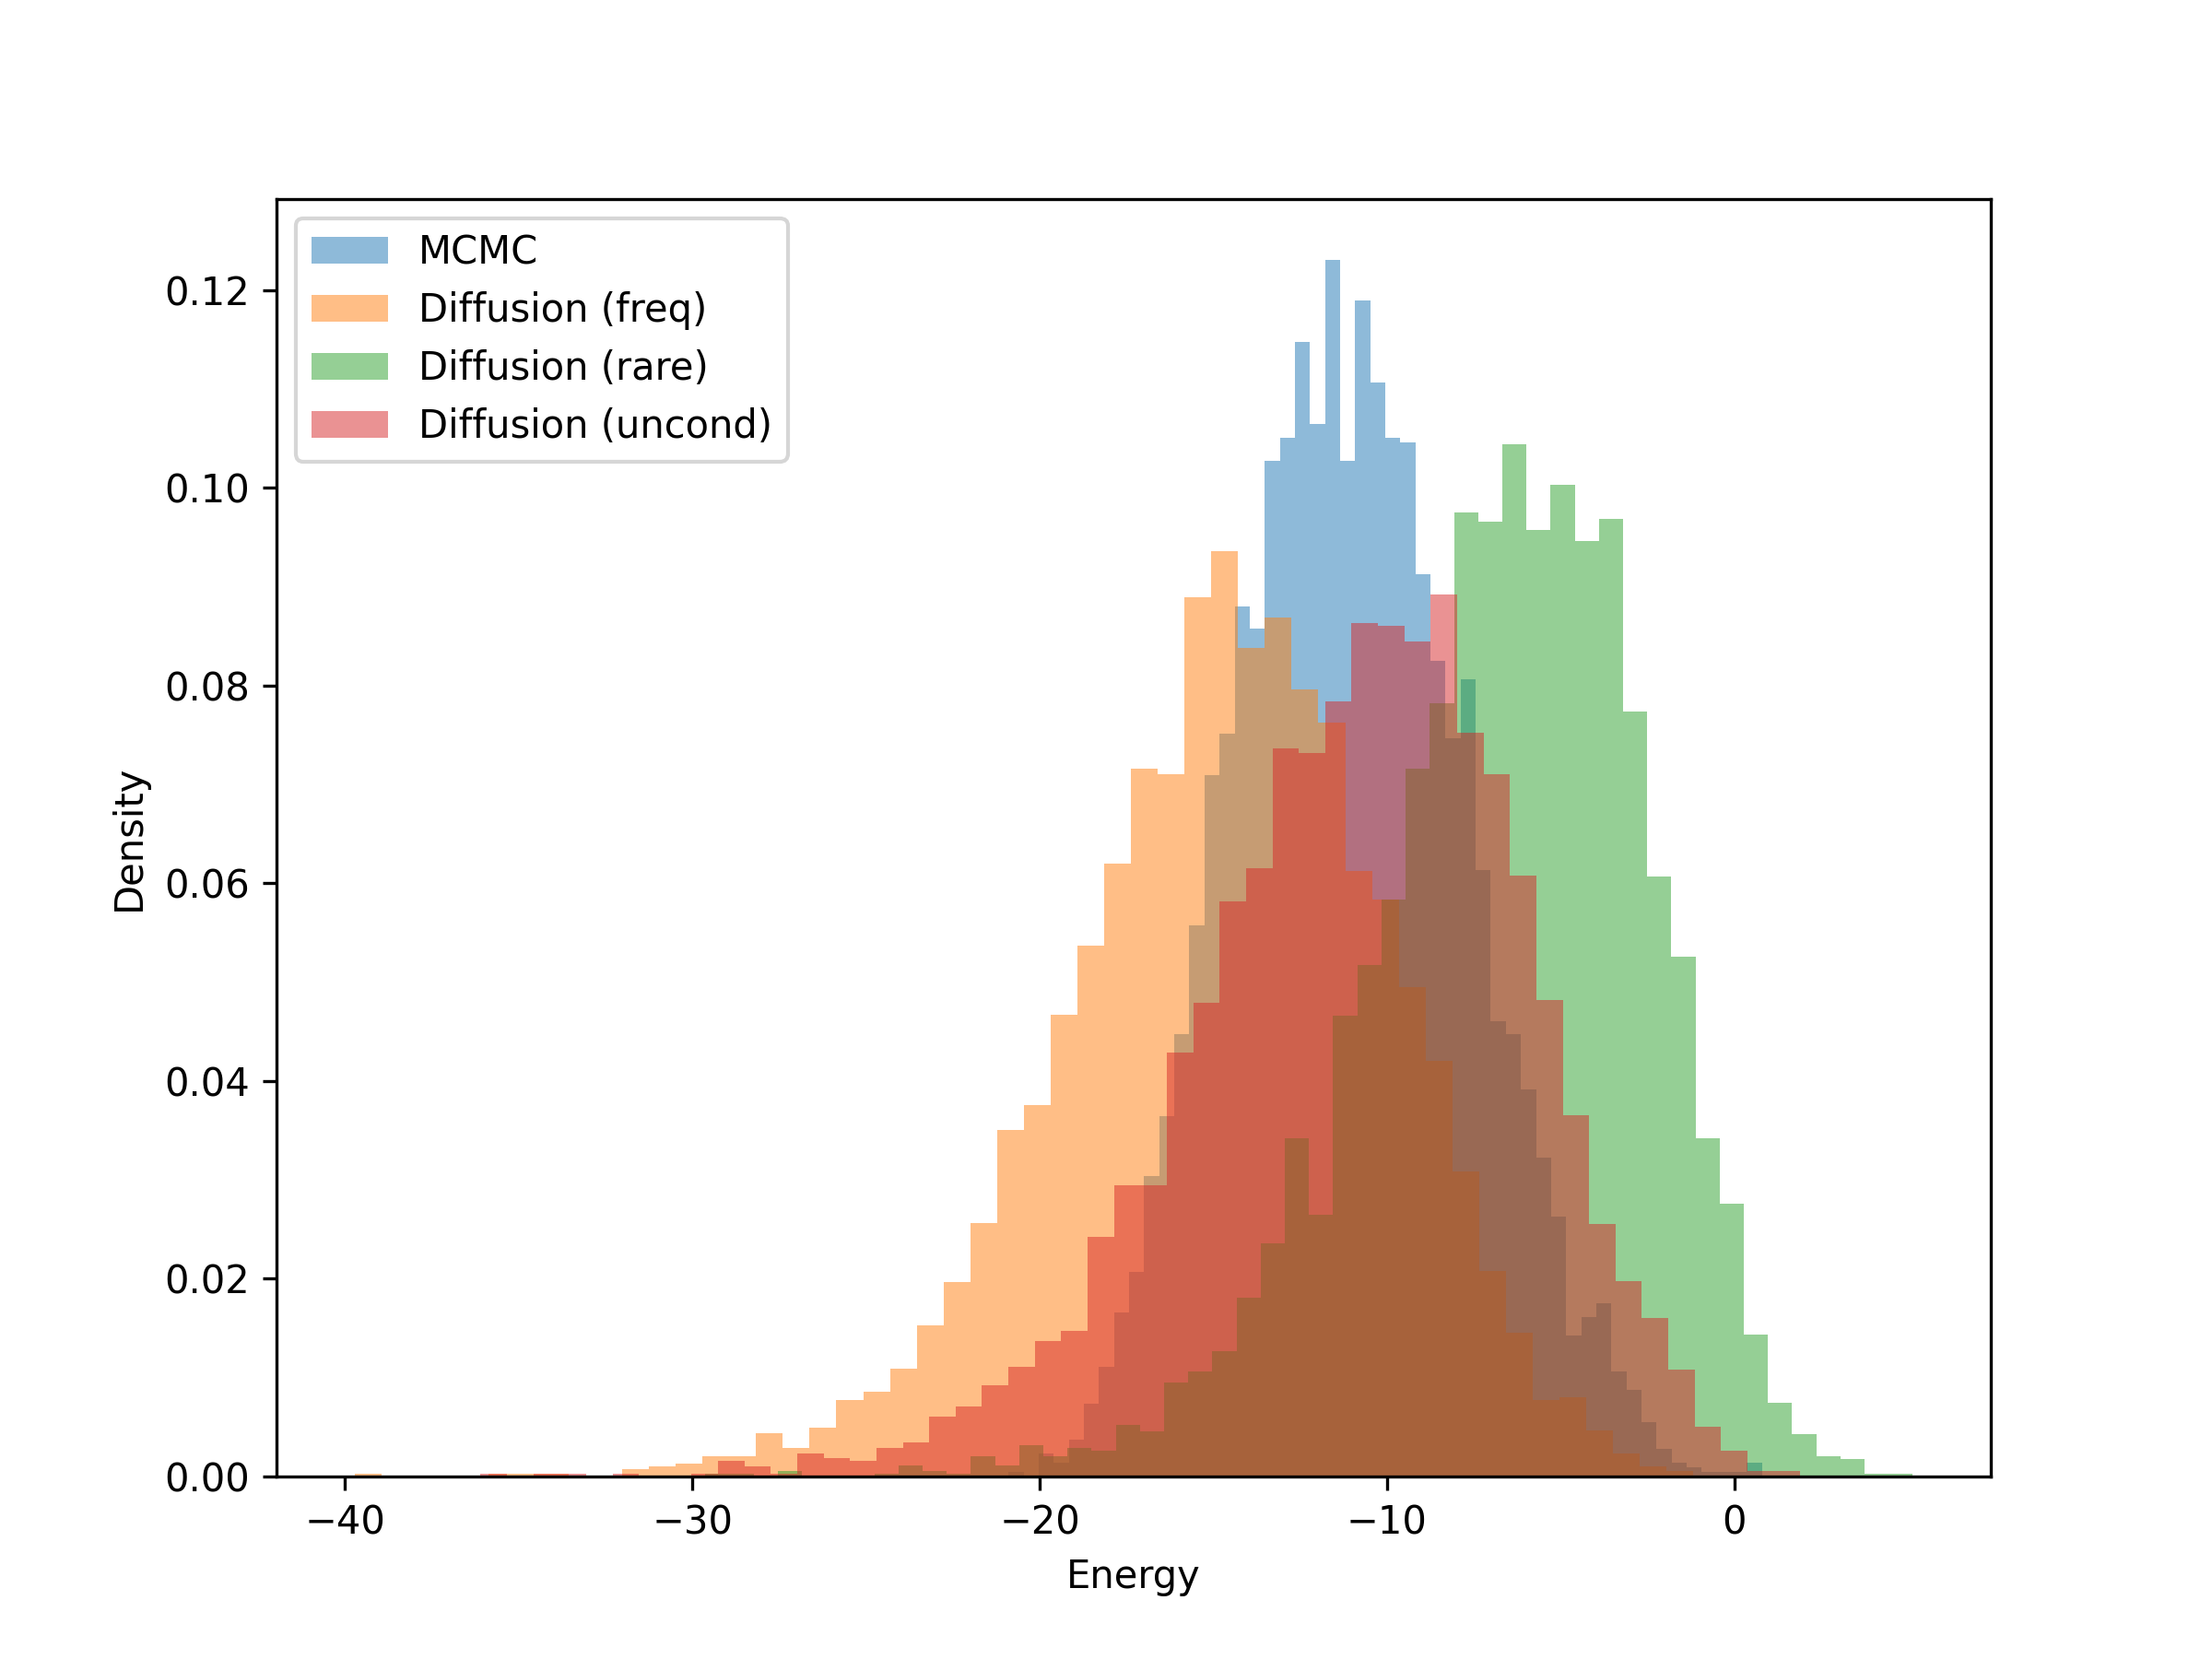 MCMC
Diffusion (freq)
Diffusion (rare)
Diffusion (uncond)
0.12
0.10
0.08
0.06
0.04
0.02
0.00
Density
−40
−30
−20
−10
0
Energy